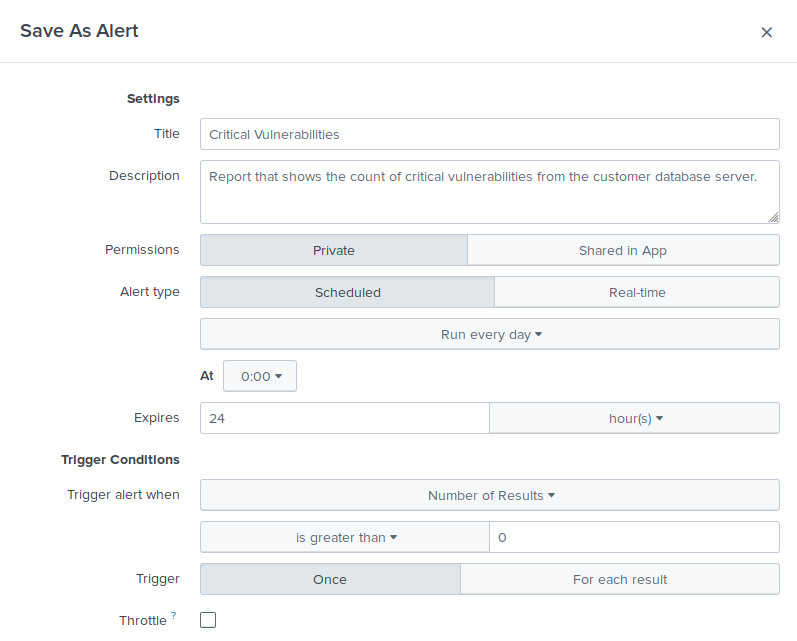 Save As Alert
×
Settings
Title
Critical Vulnerabilities
Description
Report that shows the count of critical vulnerabilities from the customer database server.
Permissions
Private
Shared in App
Alert type
Scheduled
Real-time
Run every day
At
0:00
Expires
24
hour(s)
Trigger Conditions
Trigger alert when
Number of Results
is greater than
0
Trigger
Once
For each result
Throttle ?